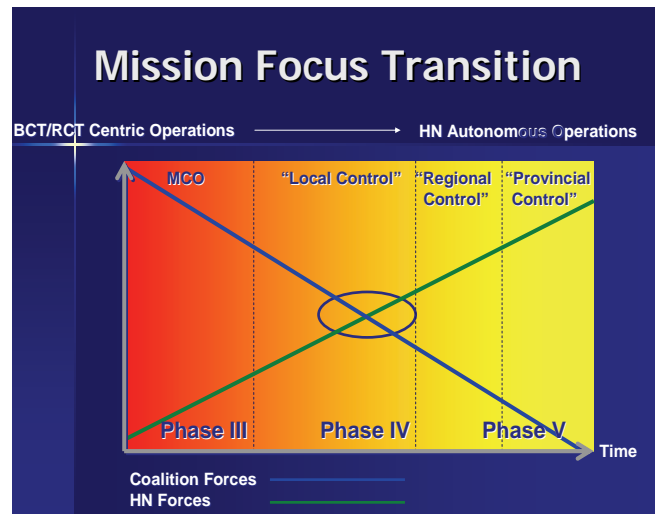 Mission Focus Transition
BCT/RCT Centric Operations
HN Autonomous Operations
MCO
“Local Control”
“Regional
Control”
“Provincial
Control”
Phase III
Phase IV
Phase V
Time
Coalition Forces
HN Forces